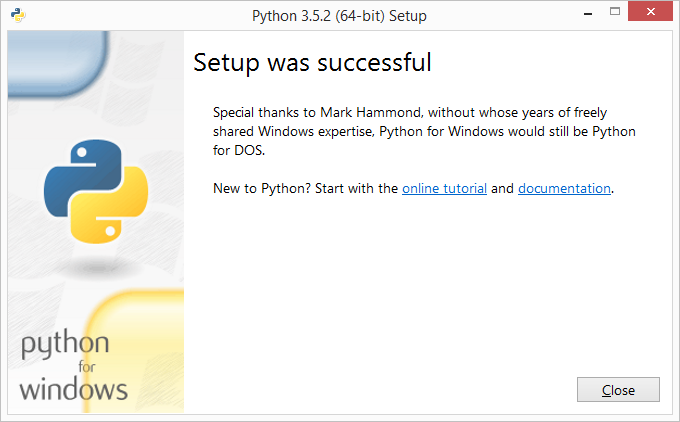 Python 3.5.2 (64-bit) Setup
Setup was successful
Special thanks to Mark Hammond, without whose years of freely
shared Windows expertise, Python for Windows would still be Python
for DOS.
New to Python? Start with the online tutorial and documentation.
python
for
windows
Close